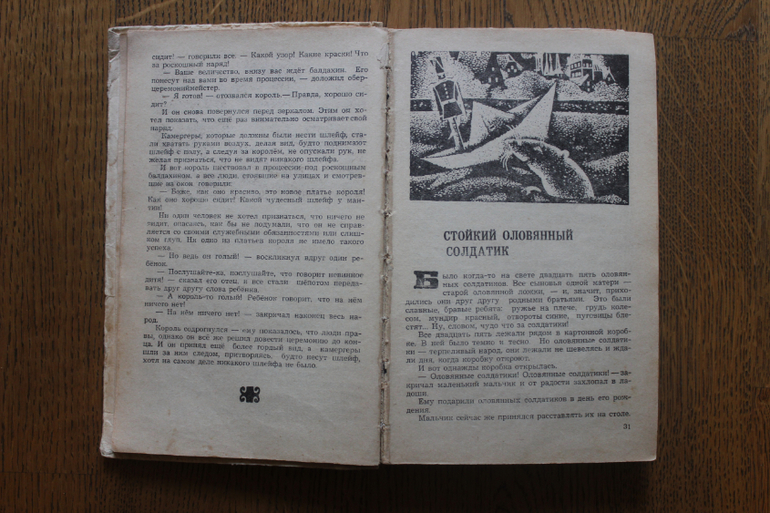 сидит! — говорили все. — Какой узор! Какие краски! Что
за роскошный наряд!
— Ваше величество, внизу вас ждёт балдахин. Его
понесут над вами во время процессии, — доложил обер-
церемониймейстер.
— Я готов! — отозвался король. — Правда, хорошо си-
дит?
И он снова повернулся перед зеркалом. Этим он хо-
тел показать, что ещё раз внимательно осматривает свой
наряд.
Камергеры, которые должны были нести шлейф, ста-
ли хватать руками воздух, делая вид, будто поднимают
шлейф с полу, а следуя за королём, не опускали рук, не
желая признаться, что не видят никакого шлейфа.
И вот король шествовал в процессии под роскошным
балдахином, а все люди, стоявшие на улицах и смотрев-
шие из окон говорили:
— Боже, как оно красиво, это новое платье короля!
Как оно хорошо сидит! Какой чудесный шлейф у ман-
тии!
Ни один человек не хотел признаться, что ничего не
видит, опасаясь, как бы не подумали, что он не справ-
ляется со своими служебными обязанностями или слиш-
ком глуп. Ни одно из платьев короля не имело такого
успеха.
— Но ведь он голый! — воскликнул вдруг один ре-
бёнок.
— Послушайте-ка, послушайте, что говорит невинное
дитя! — сказал его отец, и все стали шёпотом переда-
вать друг другу слова ребёнка.
— А король-то голый! Ребёнок говорит, что на нём
ничего нет!
— На нём ничего нет! — закричал наконец весь на-
род.
Король содрогнулся — ему показалось, что люди пра-
вы, однако он всё же решил довести церемонию до кон-
ца. И он принял ещё более гордый вид, а камергеры
шли за ним следом, притворяясь, будто несут шлейф,
хотя на самом деле никакого шлейфа не было.
СТОЙКИЙ ОЛОВЯННЫЙ
СОЛДАТИК
Было когда-то на свете двадцать пять оловян-
ных солдатиков. Все сыновья одной матери —
старой оловянной ложки, — и, значит, прихо-
дились они друг другу родными братьями. Это были
славные, бравые ребята: ружье на плече, грудь коле-
сом, мундир красный, отвороты синие, пуговицы бле-
стят... Ну, словом, чудо что за солдатики!
Все двадцать пять лежали рядом в картонной короб-
ке. В ней было темно и тесно. Но оловянные солдати-
ки — терпеливый народ, они лежали не шевелясь и жда-
ли дня, когда коробку откроют.
И вот однажды коробка открылась.
— Оловянные солдатики! Оловянные солдатики! — за-
кричал маленький мальчик и от радости захлопал в ла-
доши.
Ему подарили оловянных солдатиков в день его рож-
дения.
Мальчик сейчас же принялся расставлять их на столе.
31